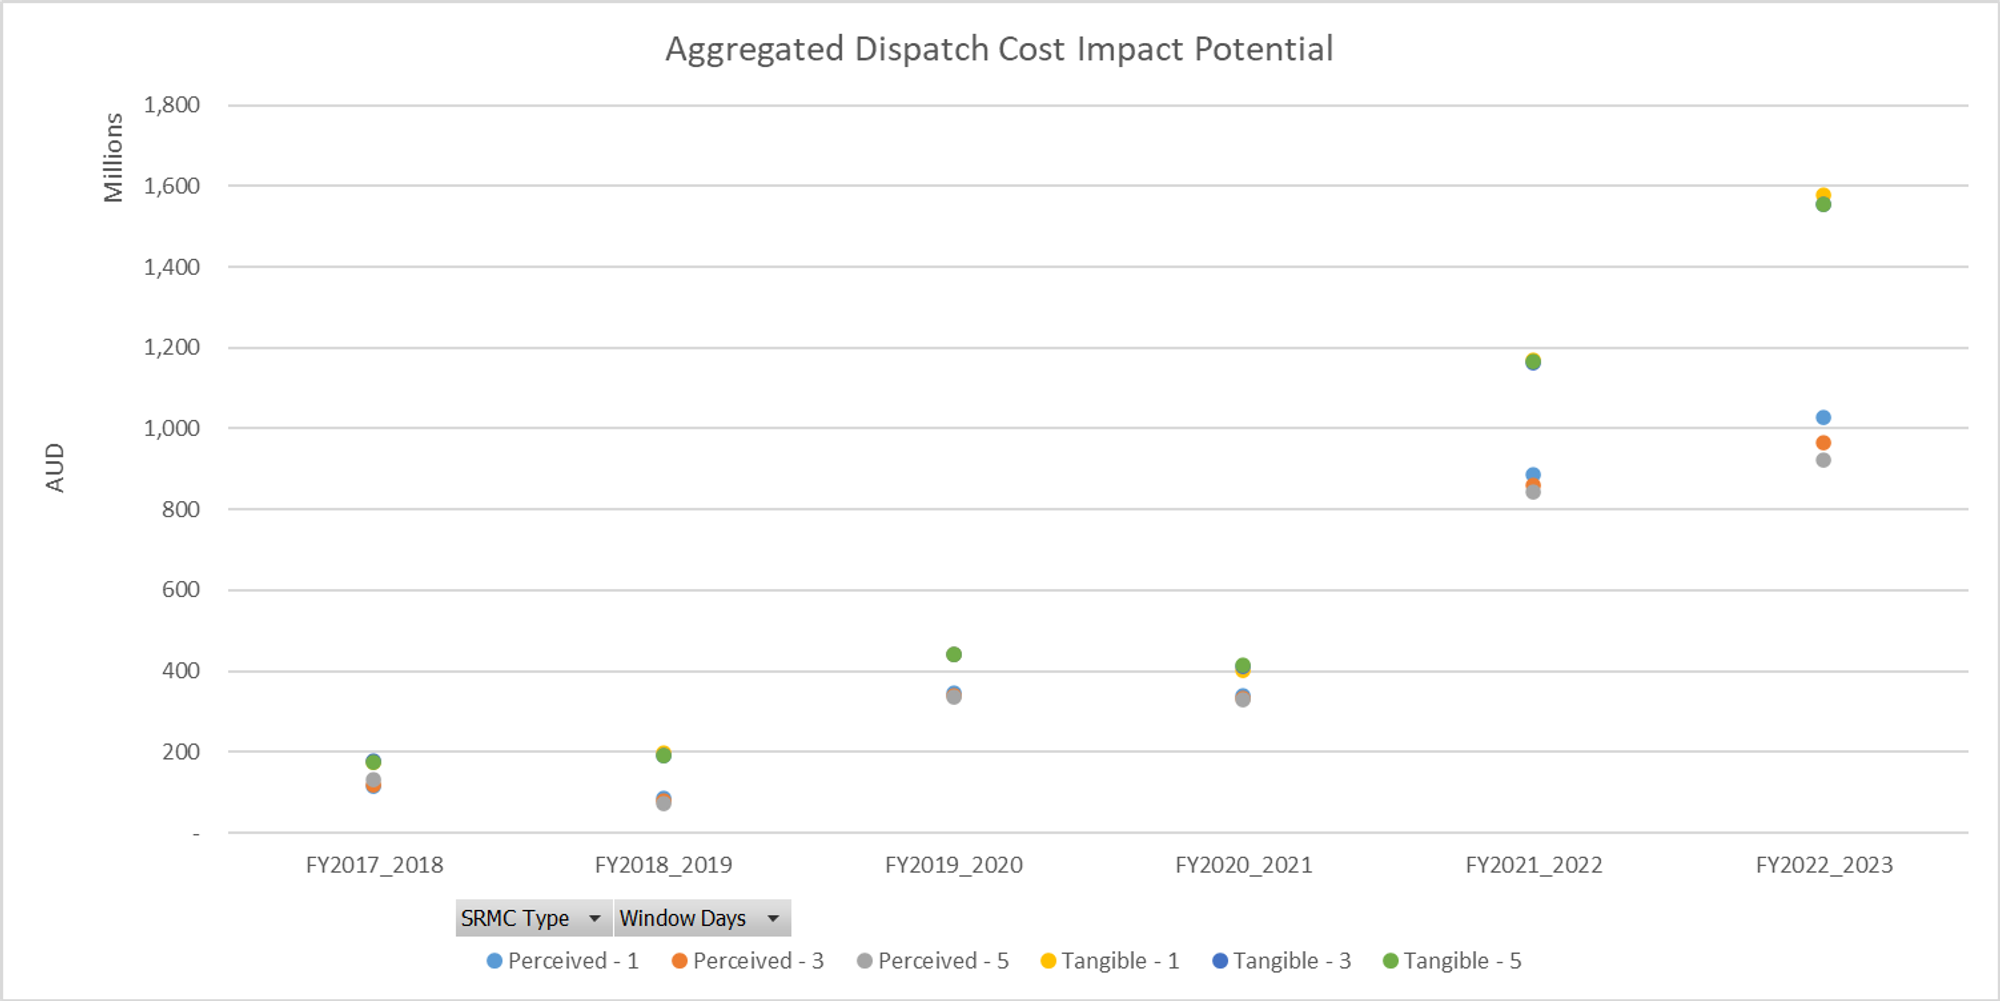 Aggregated Dispatch Cost Impact Potential
Millions
AUD
1,800
1,600
1,400
1,200
1,000
800
600
400
200
-
FY2017_2018
FY2018_2019
FY2019_2020
FY2020_2021
FY2021_2022
FY2022_2023
SRMC Type
Window Days
Perceived - 1
Perceived - 3
Perceived - 5
Tangible - 1
Tangible - 3
Tangible - 5